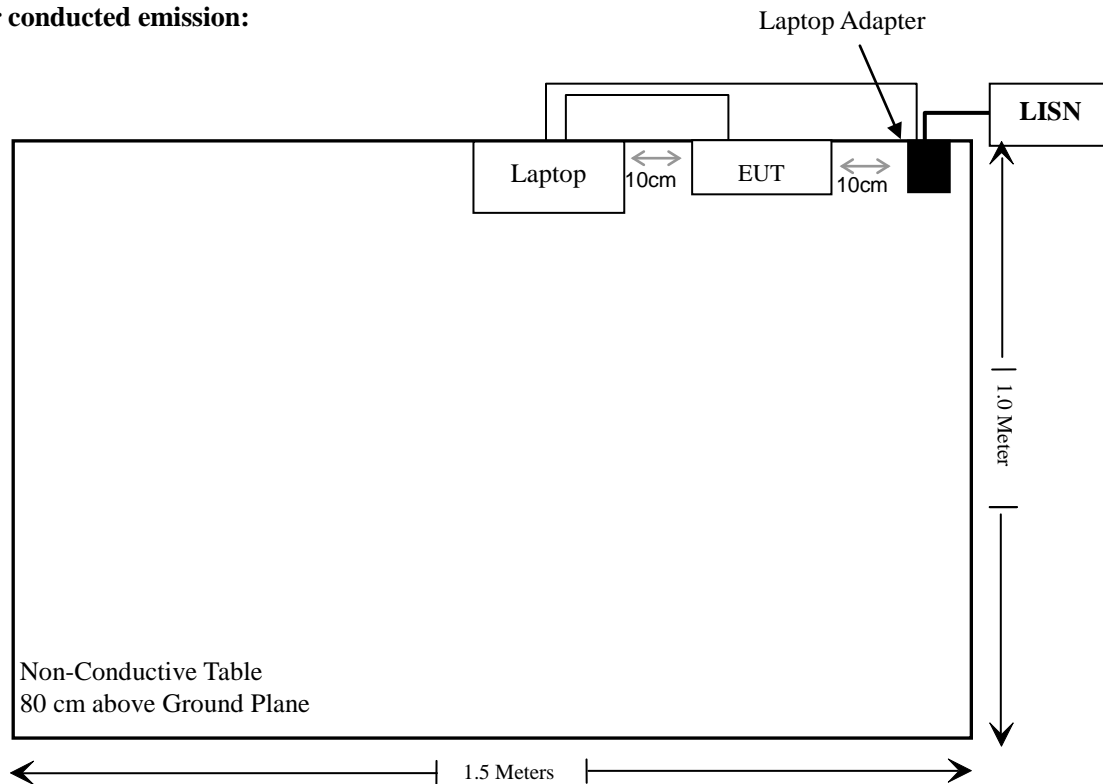 conducted emission:
Laptop Adapter
LISN
Laptop
10cm
EUT
10cm
1.0 Meter
Non-Conductive Table
80 cm above Ground Plane
1.5 Meters